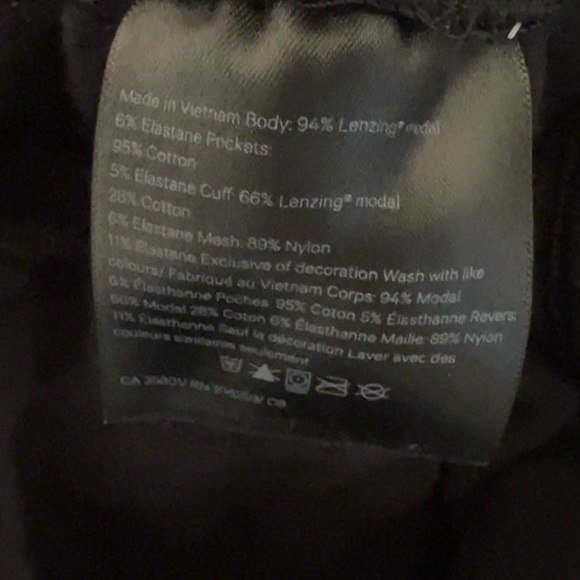 Made in Vietnam Body: 94% Lenzing® modal
6% Elastane Pockets:
95% Cotton
5% Elastane Cuff: 66% Lenzing® modal
28% Cotton
6% Elastane Mesh: 89% Nylon
11% Elastane Exclusive of decoration Wash with like
colours/ Fabriqué au Vietnam Corps: 94% Modal
6% Élasthanne Poches: 95% Coton 5% Élasthanne Revers:
66% Modal 28% Coton 6% Élasthanne Maille: 89% Nylon
11% Élasthanne Sauf la décoration Laver avec des
couleurs similaires seulement
CA RN